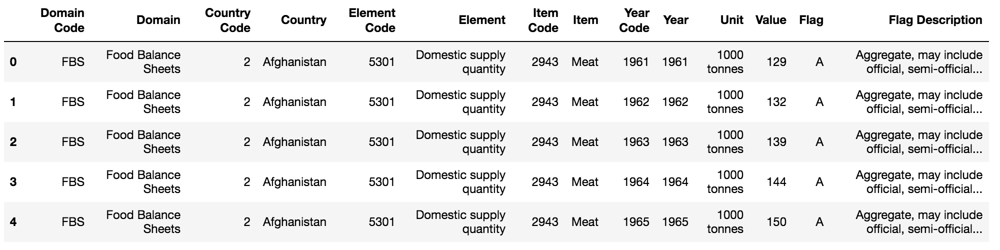 Domain Code Domain Country Code Country Element Code Element Item Code Item Year Code Year Unit Value Flag Flag Description
0 FBS Food Balance Sheets 2 Afghanistan 5301 Domestic supply quantity 2943 Meat 1961 1961 1000 tonnes 129 A Aggregate, may include official, semi-official...
1 FBS Food Balance Sheets 2 Afghanistan 5301 Domestic supply quantity 2943 Meat 1962 1962 1000 tonnes 132 A Aggregate, may include official, semi-official...
2 FBS Food Balance Sheets 2 Afghanistan 5301 Domestic supply quantity 2943 Meat 1963 1963 1000 tonnes 139 A Aggregate, may include official, semi-official...
3 FBS Food Balance Sheets 2 Afghanistan 5301 Domestic supply quantity 2943 Meat 1964 1964 1000 tonnes 144 A Aggregate, may include official, semi-official...
4 FBS Food Balance Sheets 2 Afghanistan 5301 Domestic supply quantity 2943 Meat 1965 1965 1000 tonnes 150 A Aggregate, may include official, semi-official...